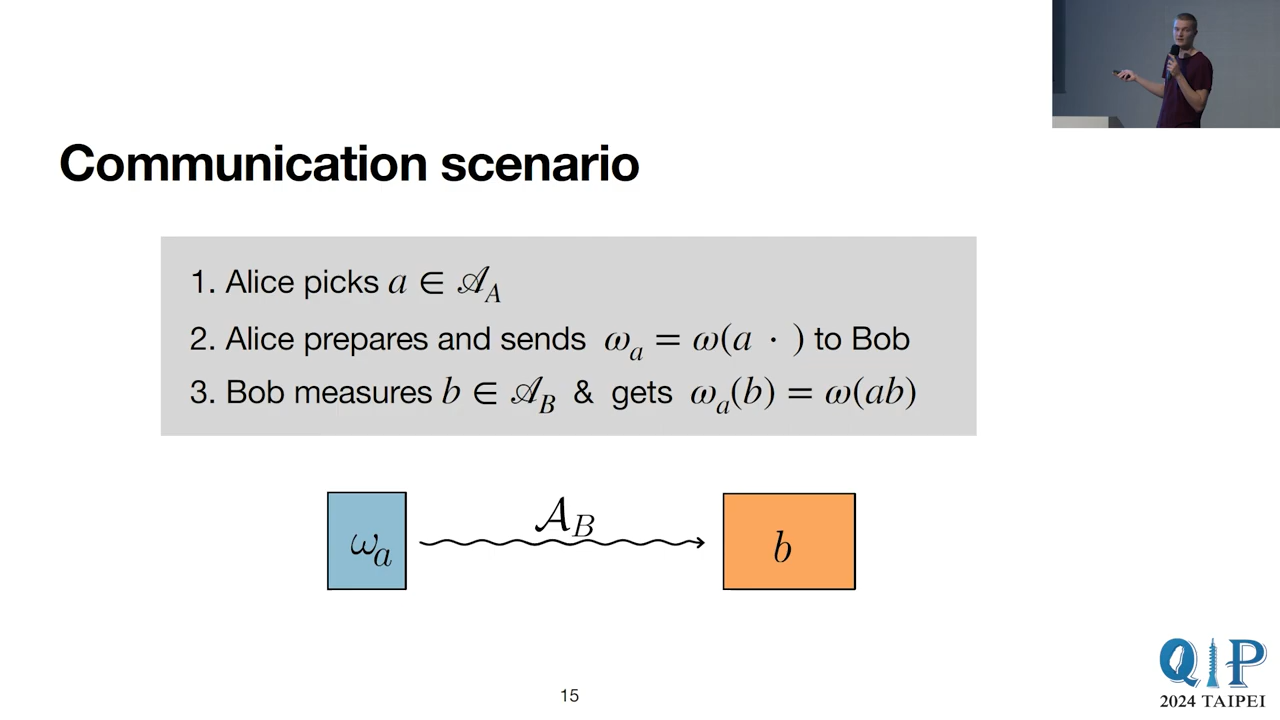 Communication scenario
1. Alice picks a ∈ 𝒜_A
2. Alice prepares and sends ω_a = ω(a · ) to Bob
3. Bob measures b ∈ 𝒜_B & gets ω_a(b) = ω(ab)
𝒜_B
ω_a
b
QIP
2024 TAIPEI
15